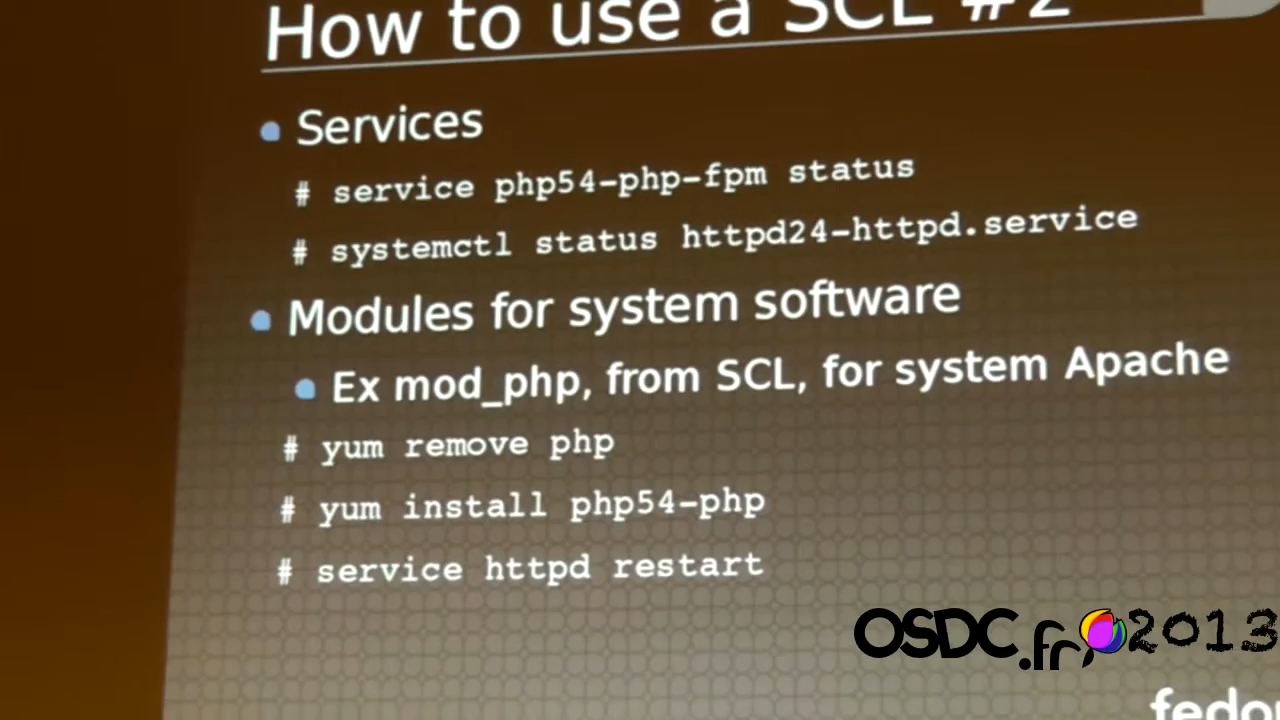 How to use a SCL #2
Services
# service php54-php-fpm status
# systemctl status httpd24-httpd.service
Modules for system software
Ex mod_php, from SCL, for system Apache
# yum remove php
# yum install php54-php
# service httpd restart
OSDC.fr 2013